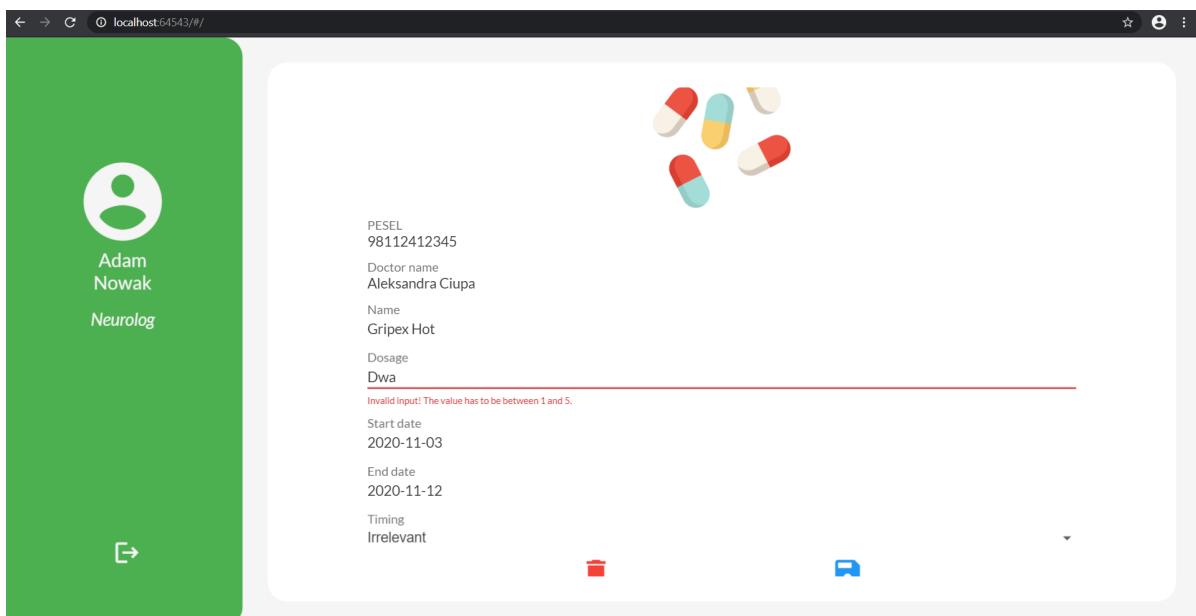 localhost:64543/#/
Adam
Nowak
Neurolog
PESEL
98112412345
Doctor name
Aleksandra Ciupa
Name
Gripex Hot
Dosage
Dwa
Invalid input! The value has to be between 1 and 5.
Start date
2020-11-03
End date
2020-11-12
Timing
Irrelevant